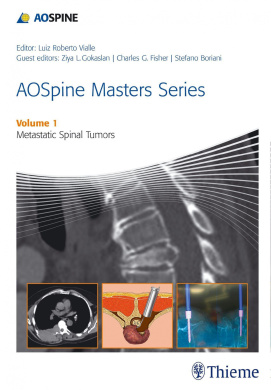 AOSPINE
Editor: Luiz Roberto Vialle
Guest editors: Ziya L. Gokaslan | Charles G. Fisher | Stefano Boriani
AOSpine Masters Series
Volume 1
Metastatic Spinal Tumors
Thieme